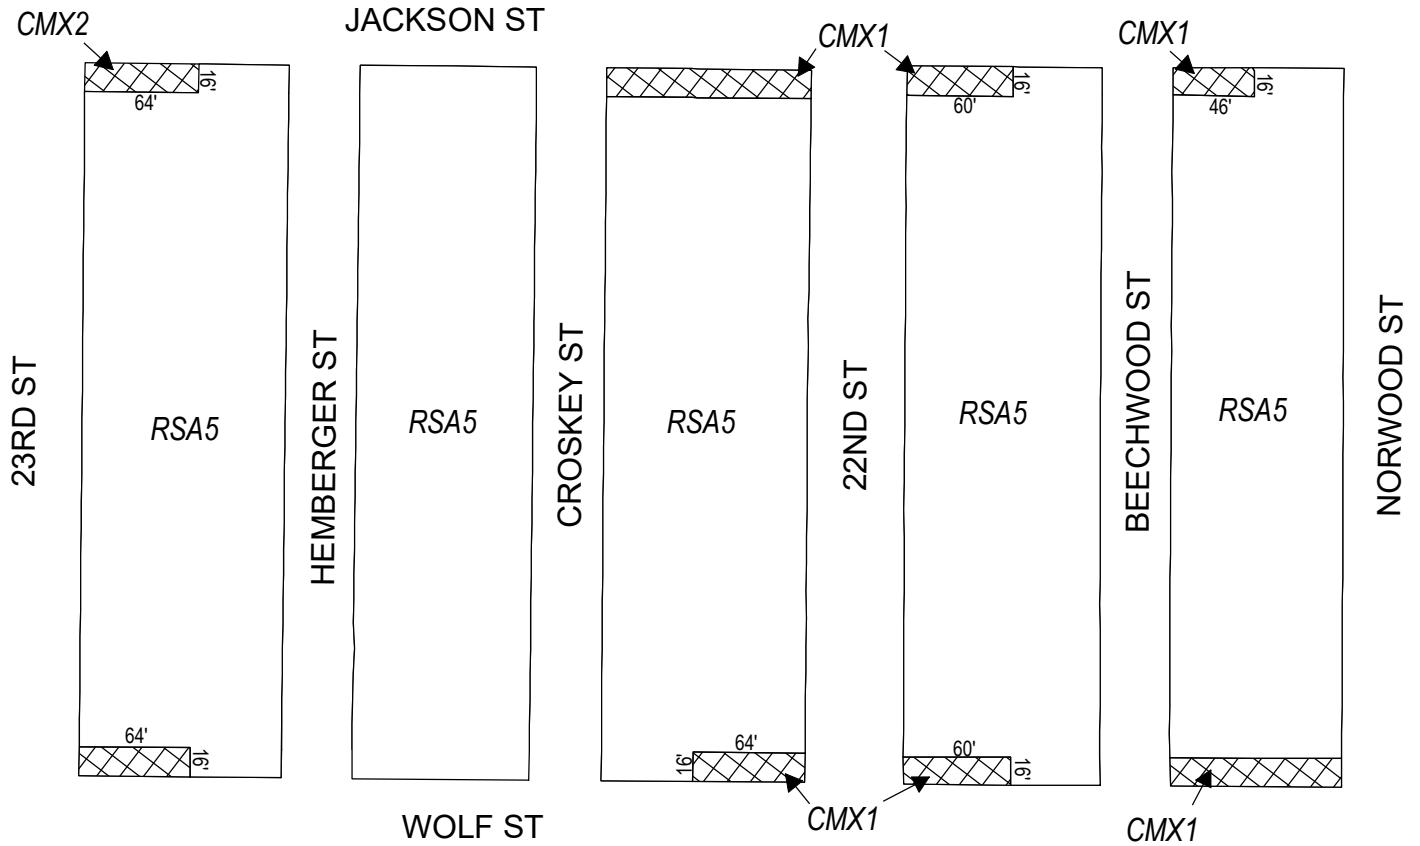 JACKSON ST
CMX2
CMX1
CMX1
64'
16'
60'
16'
46'
16'
23RD ST
RSA5
HEMBERGER ST
RSA5
CROSKEY ST
RSA5
22ND ST
RSA5
BEECHWOOD ST
RSA5
NORWOOD ST
64'
16'
16'
64'
60'
16'
CMX1
CMX1
WOLF ST